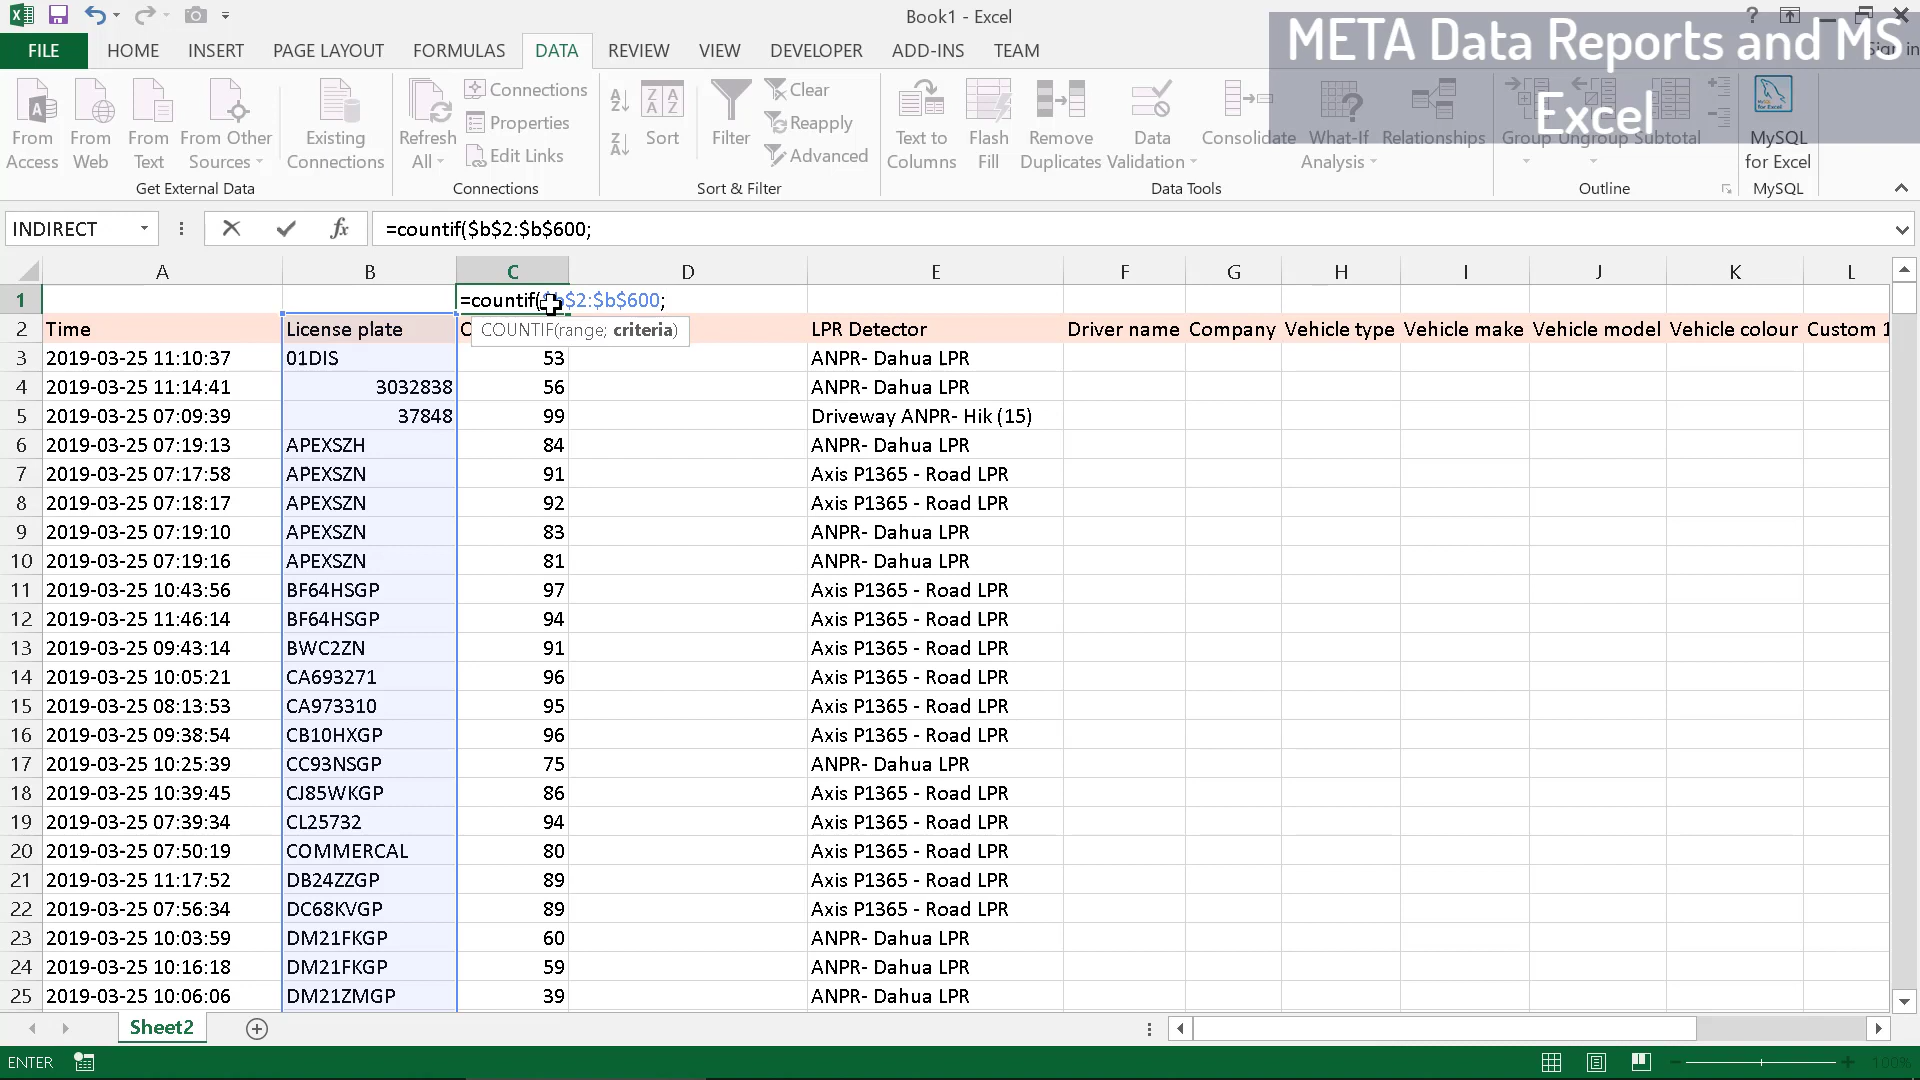 Book1 - Excel
META Data Reports and MS
Excel
FILE HOME INSERT PAGE LAYOUT FORMULAS DATA REVIEW VIEW DEVELOPER ADD-INS TEAM
From Access
From Web
From Text
From Other Sources
Existing Connections
Get External Data
Refresh All
Connections
Properties
Edit Links
Connections
Sort
Filter
Clear
Reapply
Advanced
Sort & Filter
Text to Columns
Flash Fill
Remove Duplicates
Data Validation
Consolidate
What-If Analysis
Relationships
Data Tools
Group
Ungroup
Subtotal
Outline
MySQL for Excel
MySQL
INDIRECT =countif($b$2:$b$600;
A B C D E F G H I J K L
1 =countif($b$2:$b$600;
COUNTIF(range; criteria)
2 Time License plate C LPR Detector Driver name Company Vehicle type Vehicle make Vehicle model Vehicle colour Custom 1
3 2019-03-25 11:10:37 01DIS 53 ANPR- Dahua LPR
4 2019-03-25 11:14:41 3032838 56 ANPR- Dahua LPR
5 2019-03-25 07:09:39 37848 99 Driveway ANPR- Hik (15)
6 2019-03-25 07:19:13 APEXSZH 84 ANPR- Dahua LPR
7 2019-03-25 07:17:58 APEXSZN 91 Axis P1365 - Road LPR
8 2019-03-25 07:18:17 APEXSZN 92 Axis P1365 - Road LPR
9 2019-03-25 07:19:10 APEXSZN 83 ANPR- Dahua LPR
10 2019-03-25 07:19:16 APEXSZN 81 ANPR- Dahua LPR
11 2019-03-25 10:43:56 BF64HSGP 97 Axis P1365 - Road LPR
12 2019-03-25 11:46:14 BF64HSGP 94 Axis P1365 - Road LPR
13 2019-03-25 09:43:14 BWC2ZN 91 Axis P1365 - Road LPR
14 2019-03-25 10:05:21 CA693271 96 Axis P1365 - Road LPR
15 2019-03-25 08:13:53 CA973310 95 Axis P1365 - Road LPR
16 2019-03-25 09:38:54 CB10HXGP 96 Axis P1365 - Road LPR
17 2019-03-25 10:25:39 CC93NSGP 75 ANPR- Dahua LPR
18 2019-03-25 10:39:45 CJ85WKGP 86 Axis P1365 - Road LPR
19 2019-03-25 07:39:34 CL25732 94 Axis P1365 - Road LPR
20 2019-03-25 07:50:19 COMMERCAL 80 Axis P1365 - Road LPR
21 2019-03-25 11:17:52 DB24ZZGP 89 Axis P1365 - Road LPR
22 2019-03-25 07:56:34 DC68KVGP 89 Axis P1365 - Road LPR
23 2019-03-25 10:03:59 DM21FKGP 60 ANPR- Dahua LPR
24 2019-03-25 10:16:18 DM21FKGP 59 ANPR- Dahua LPR
25 2019-03-25 10:06:06 DM21ZMGP 39 ANPR- Dahua LPR
Sheet2
ENTER 100%